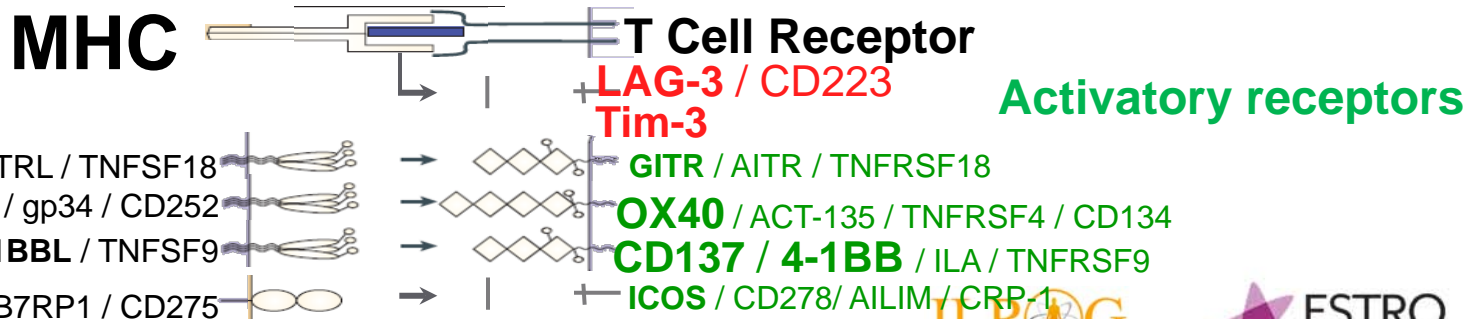 MHC
T Cell Receptor
LAG-3 / CD223
Activatory receptors
Tim-3
TRL / TNFSF18
GITR / AITR / TNFRSF18
/ gp34 / CD252
OX40 / ACT-135 / TNFRSF4 / CD134
BBL / TNFSF9
CD137 / 4-1BB / ILA / TNFRSF9
B7RP1 / CD275
ICOS / CD278/ AILIM / CRP-1
ESTRO